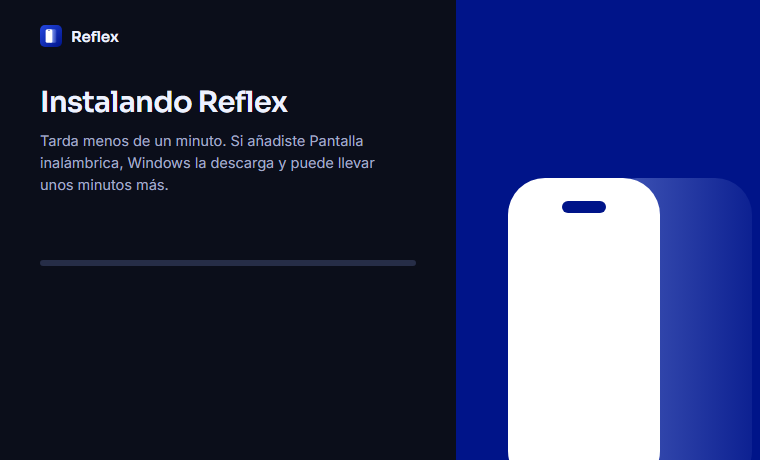 Reflex
Instalando Reflex
Tarda menos de un minuto. Si añadiste Pantalla
inalámbrica, Windows la descarga y puede llevar
unos minutos más.